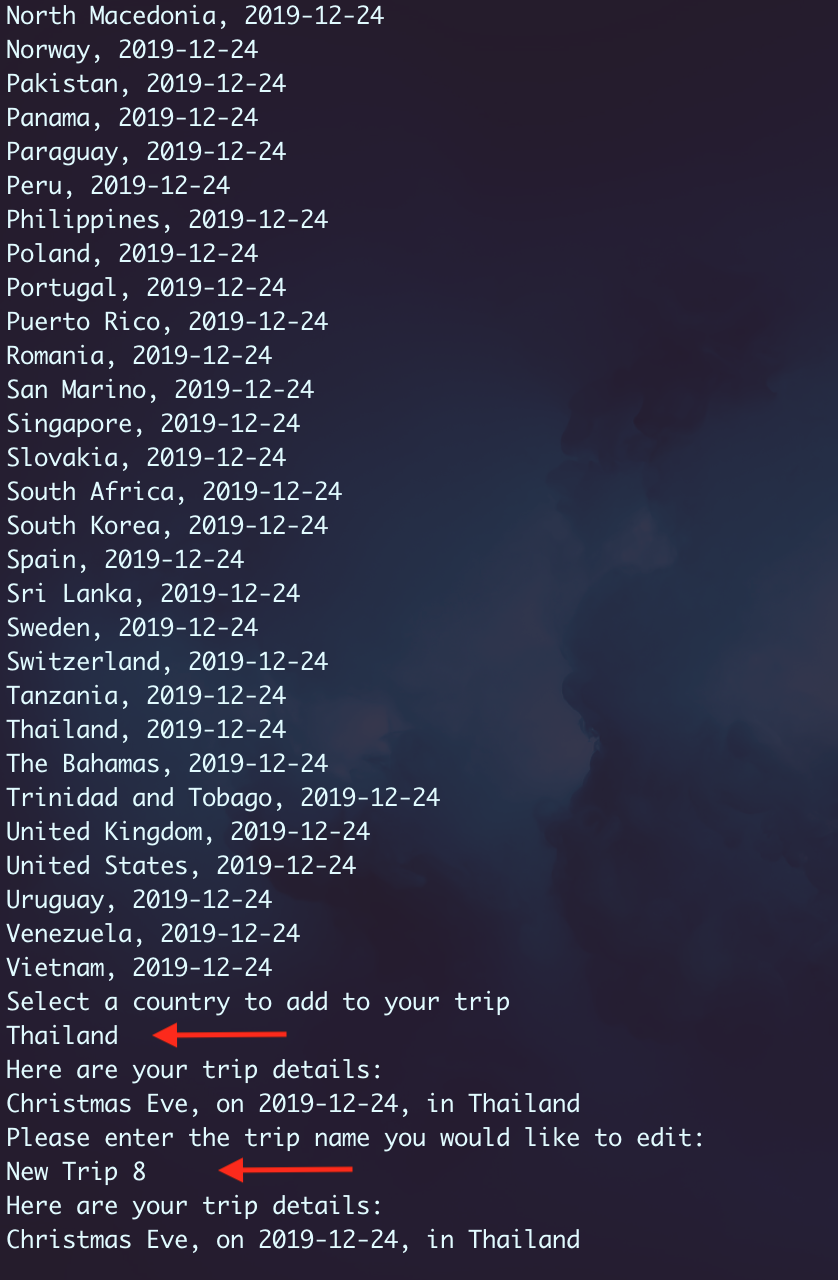 North Macedonia, 2019-12-24
Norway, 2019-12-24
Pakistan, 2019-12-24
Panama, 2019-12-24
Paraguay, 2019-12-24
Peru, 2019-12-24
Philippines, 2019-12-24
Poland, 2019-12-24
Portugal, 2019-12-24
Puerto Rico, 2019-12-24
Romania, 2019-12-24
San Marino, 2019-12-24
Singapore, 2019-12-24
Slovakia, 2019-12-24
South Africa, 2019-12-24
South Korea, 2019-12-24
Spain, 2019-12-24
Sri Lanka, 2019-12-24
Sweden, 2019-12-24
Switzerland, 2019-12-24
Tanzania, 2019-12-24
Thailand, 2019-12-24
The Bahamas, 2019-12-24
Trinidad and Tobago, 2019-12-24
United Kingdom, 2019-12-24
United States, 2019-12-24
Uruguay, 2019-12-24
Venezuela, 2019-12-24
Vietnam, 2019-12-24
Select a country to add to your trip
Thailand
Here are your trip details:
Christmas Eve, on 2019-12-24, in Thailand
Please enter the trip name you would like to edit:
New Trip 8
Here are your trip details:
Christmas Eve, on 2019-12-24, in Thailand